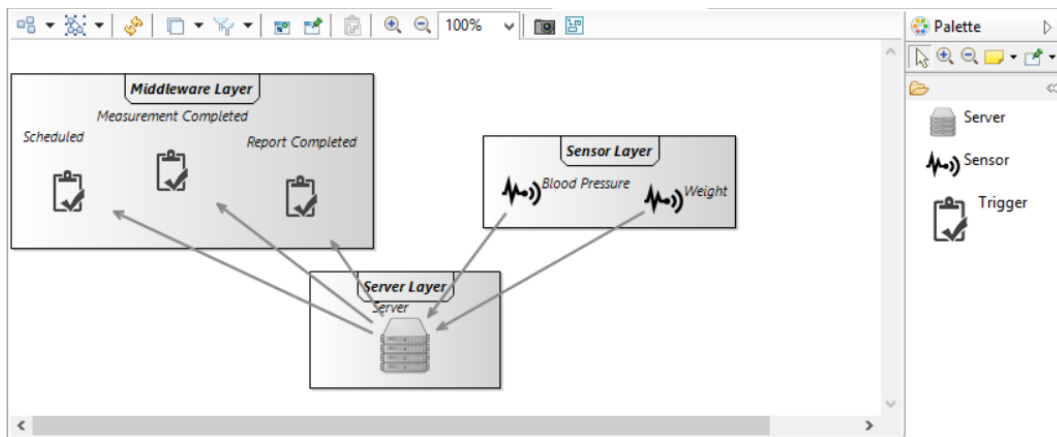 100%
Palette
Middleware Layer
Measurement Completed
Scheduled
Report Completed
Sensor Layer
Blood Pressure
Weight
Server Layer
Server
Server
Sensor
Trigger